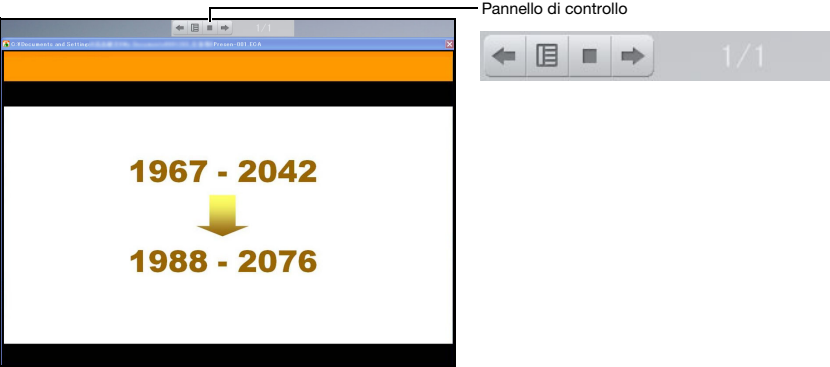 Pannello di controllo
1/1
1/1
1967 - 2042
1988 - 2076